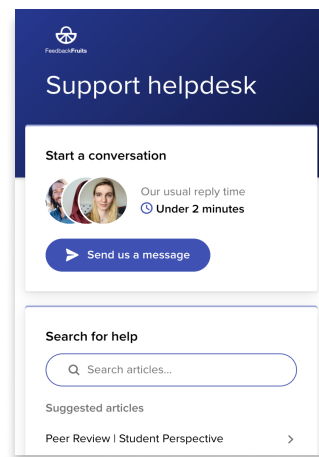 FeedbackFruits
Support helpdesk
Start a conversation
Our usual reply time
Under 2 minutes
Send us a message
Search for help
Search articles...
Suggested articles
Peer Review | Student Perspective